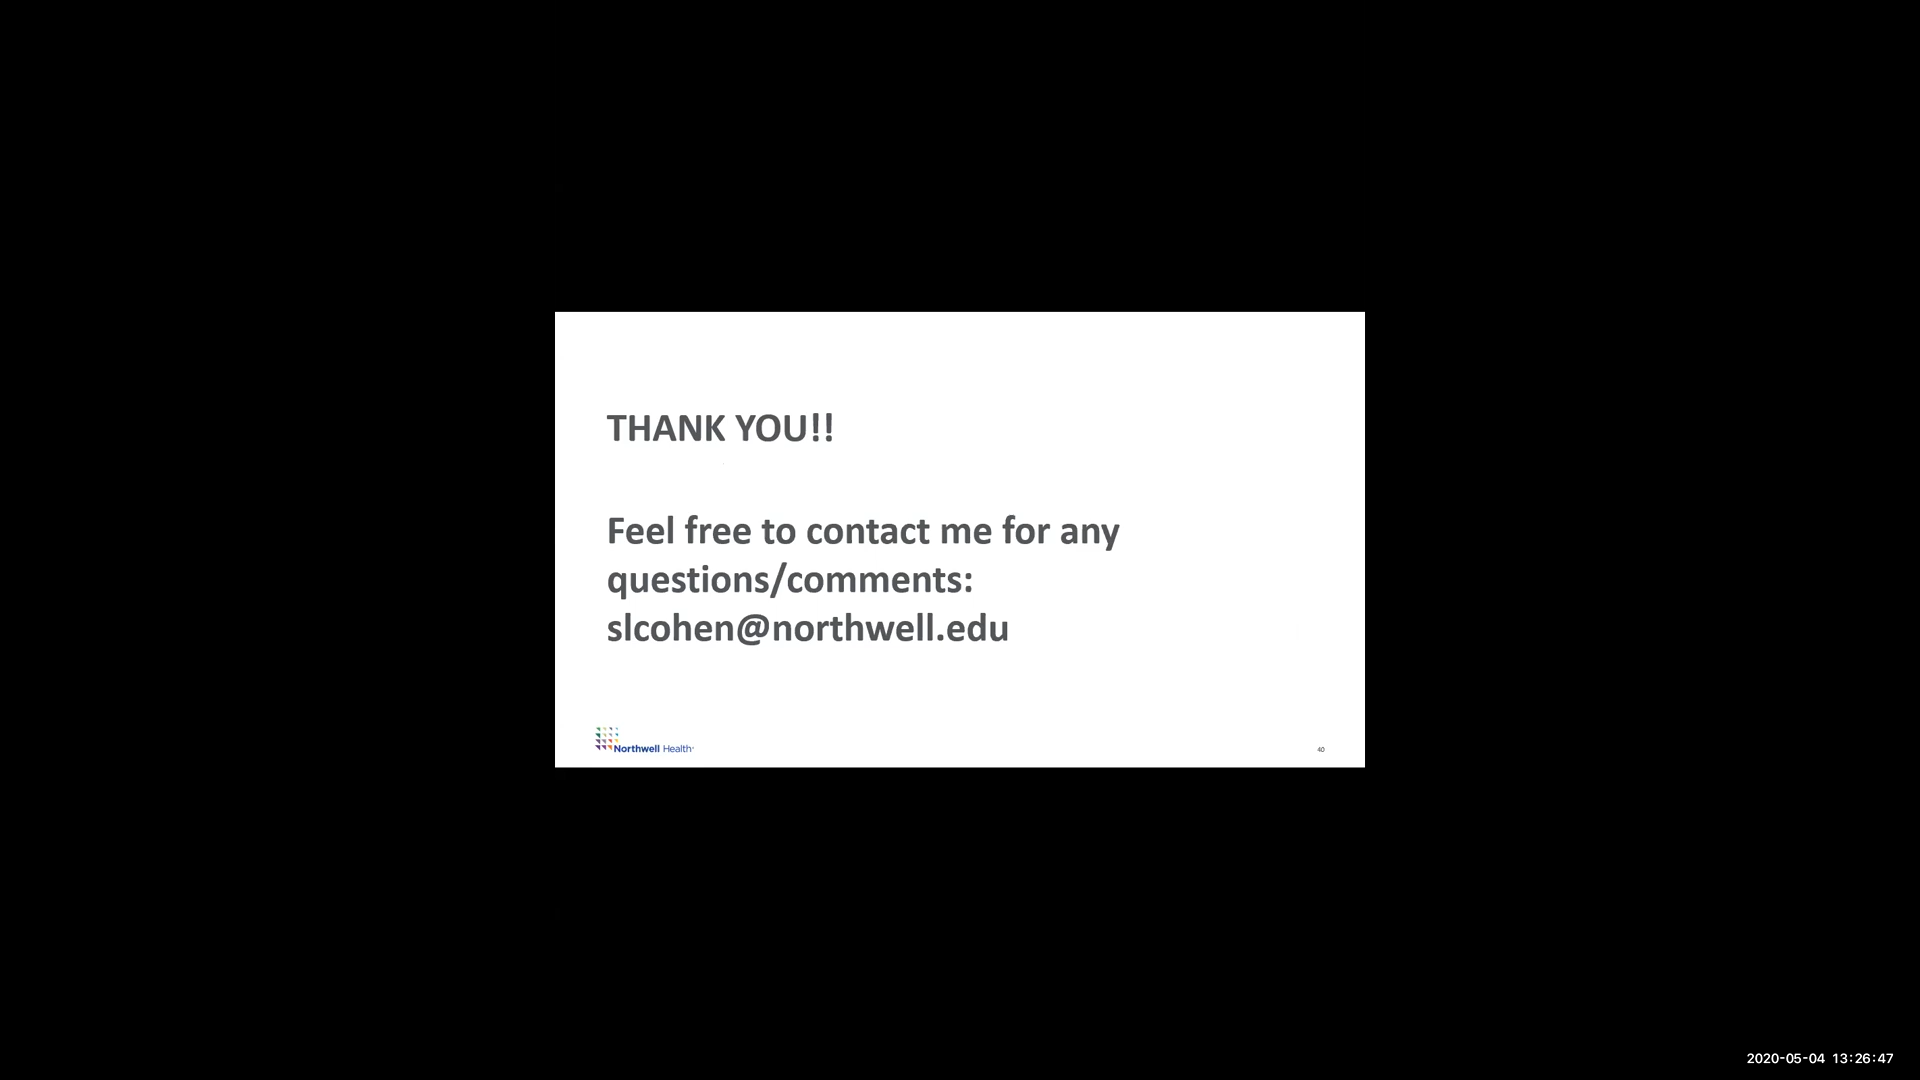 THANK YOU!!
Feel free to contact me for any
questions/comments:
slcohen@northwell.edu
Northwell Health
40
2020-05-04 13:26:47